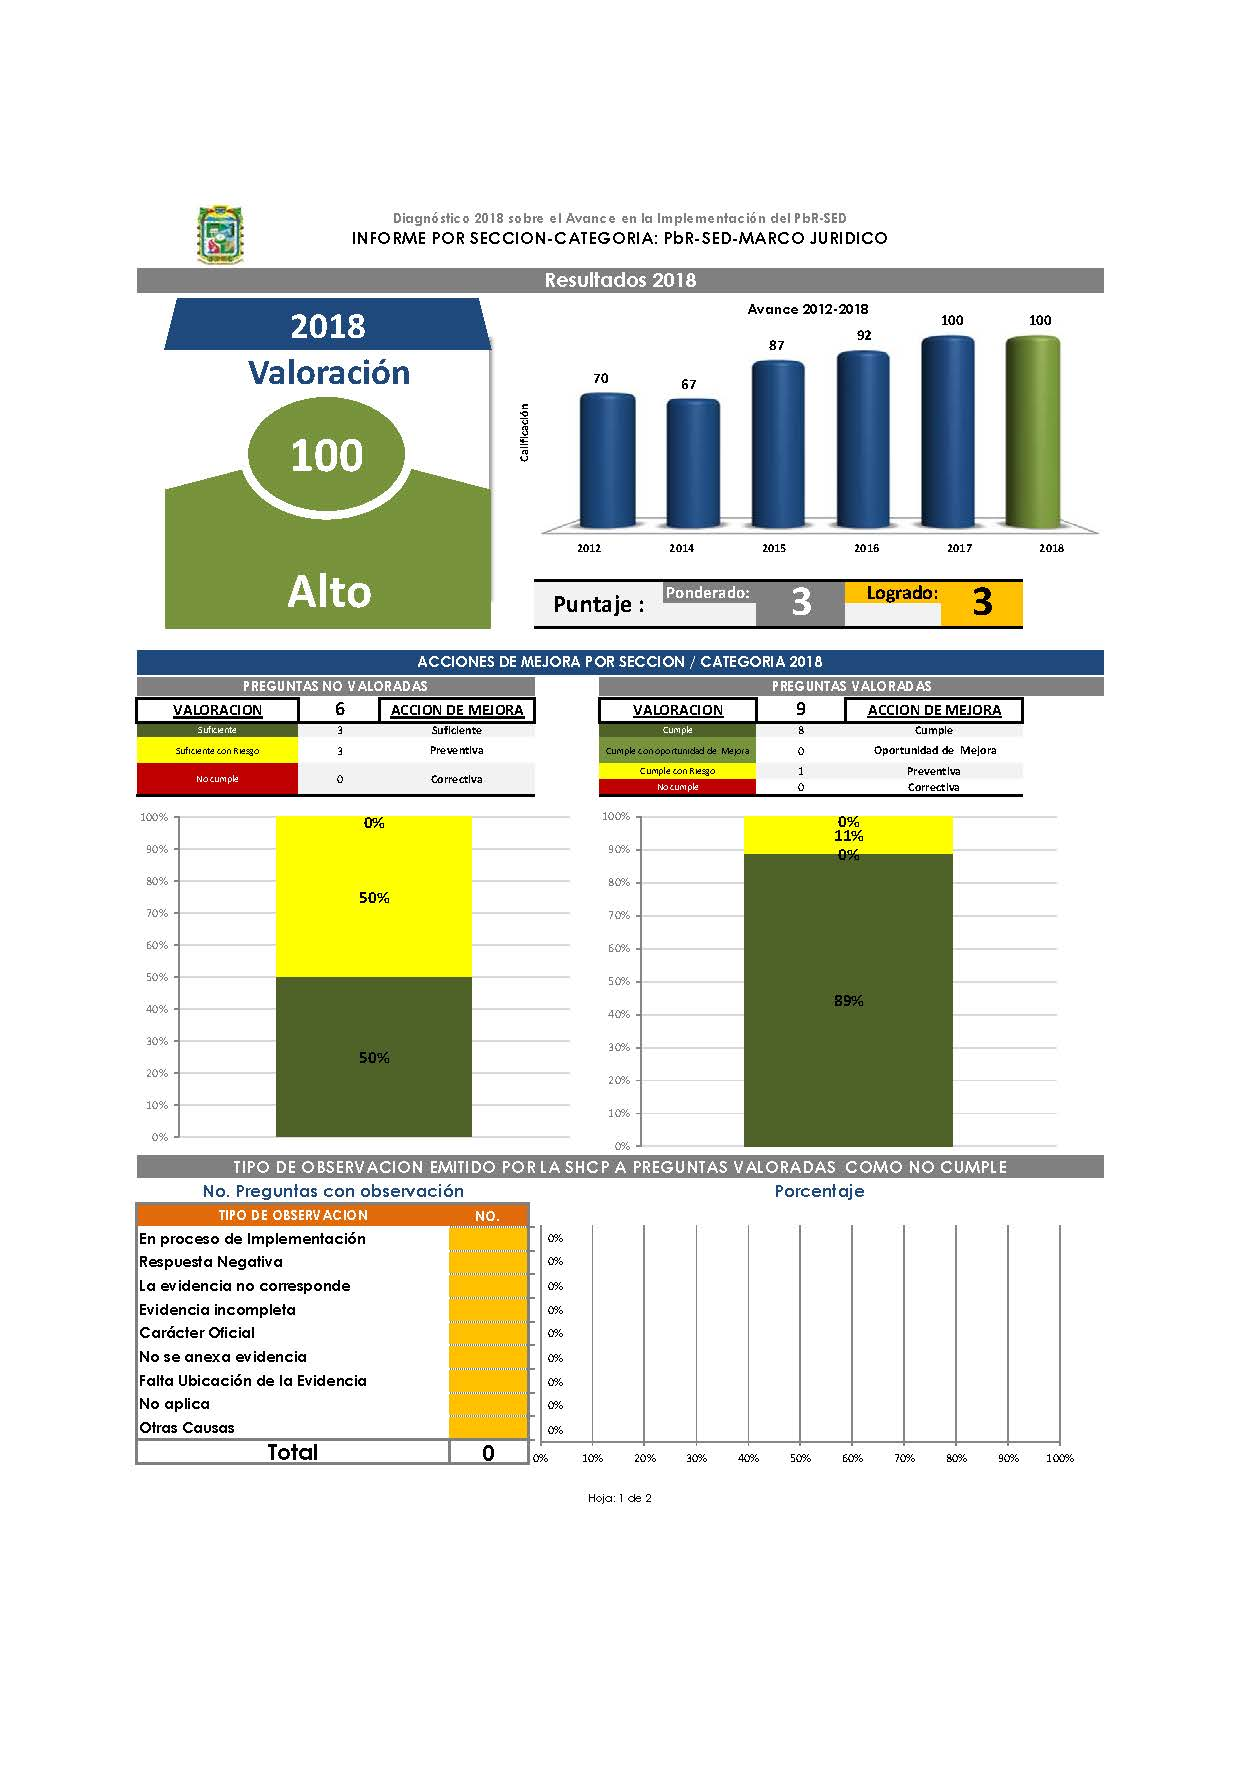 Diagnóstico 2018 sobre el Avance en la Implementación del PbR-SED
INFORME POR SECCION-CATEGORIA: PbR-SED-MARCO JURIDICO
Resultados 2018
2018
Valoración
100
Alto
Avance 2012-2018
Calificación
70
67
87
92
100
100
2012
2014
2015
2016
2017
2018
Puntaje :
Ponderado:
3
Logrado:
3
ACCIONES DE MEJORA POR SECCION / CATEGORIA 2018
PREGUNTAS NO VALORADAS
VALORACION 6 ACCION DE MEJORA
Suficiente 3 Suficiente
Suficiente con Riesgo 3 Preventiva
No cumple 0 Correctiva
PREGUNTAS VALORADAS
VALORACION 9 ACCION DE MEJORA
Cumple 8 Cumple
Cumple con oportunidad de Mejora 0 Oportunidad de Mejora
Cumple con Riesgo 1 Preventiva
No cumple 0 Correctiva
100%
90%
80%
70%
60%
50%
40%
30%
20%
10%
0%
0%
50%
50%
100%
90%
80%
70%
60%
50%
40%
30%
20%
10%
0%
0%
11%
0%
89%
TIPO DE OBSERVACION EMITIDO POR LA SHCP A PREGUNTAS VALORADAS COMO NO CUMPLE
No. Preguntas con observación
Porcentaje
TIPO DE OBSERVACION NO.
En proceso de Implementación 0%
Respuesta Negativa 0%
La evidencia no corresponde 0%
Evidencia incompleta 0%
Carácter Oficial 0%
No se anexa evidencia 0%
Falta Ubicación de la Evidencia 0%
No aplica 0%
Otras Causas 0%
Total 0
0% 10% 20% 30% 40% 50% 60% 70% 80% 90% 100%
Hoja: 1 de 2